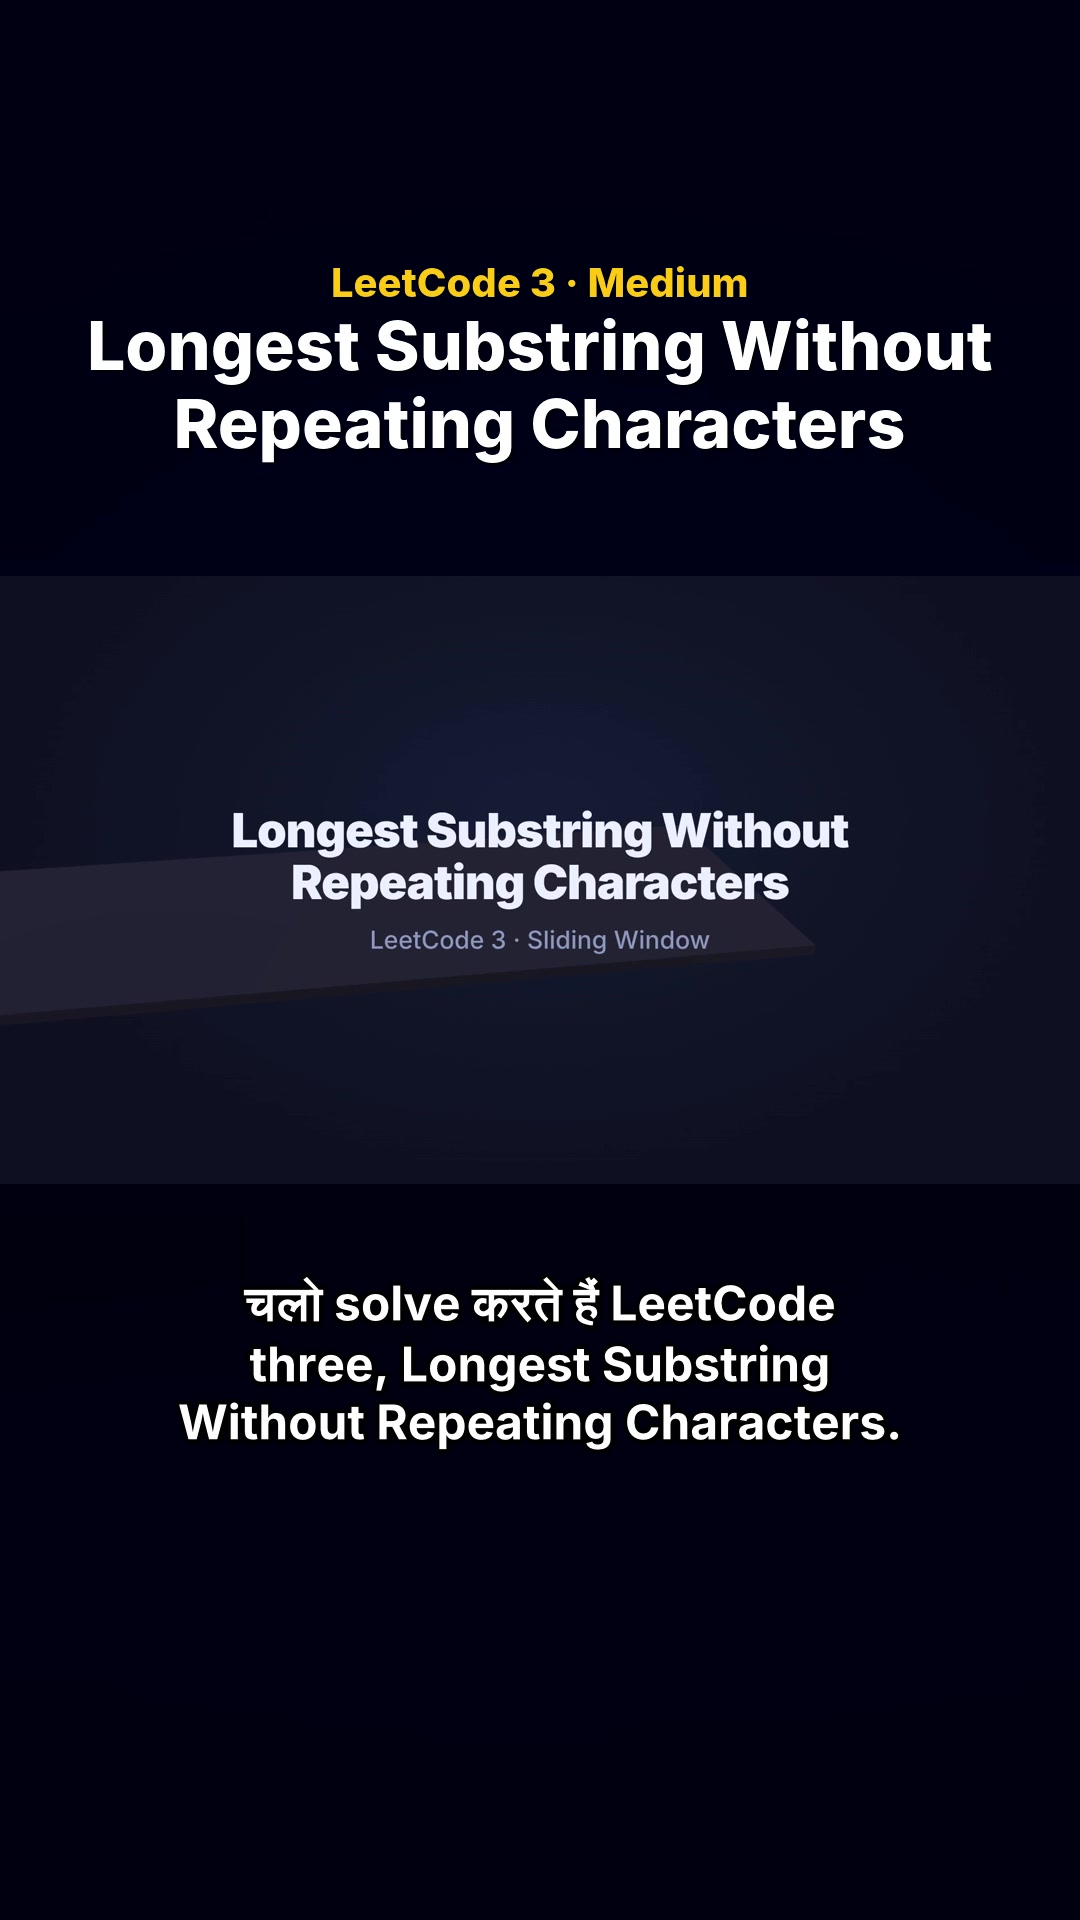 LeetCode 3 · Medium
Longest Substring Without
Repeating Characters
Longest Substring Without
Repeating Characters
LeetCode 3 · Sliding Window
चलो solve करते हैं LeetCode
three, Longest Substring
Without Repeating Characters.